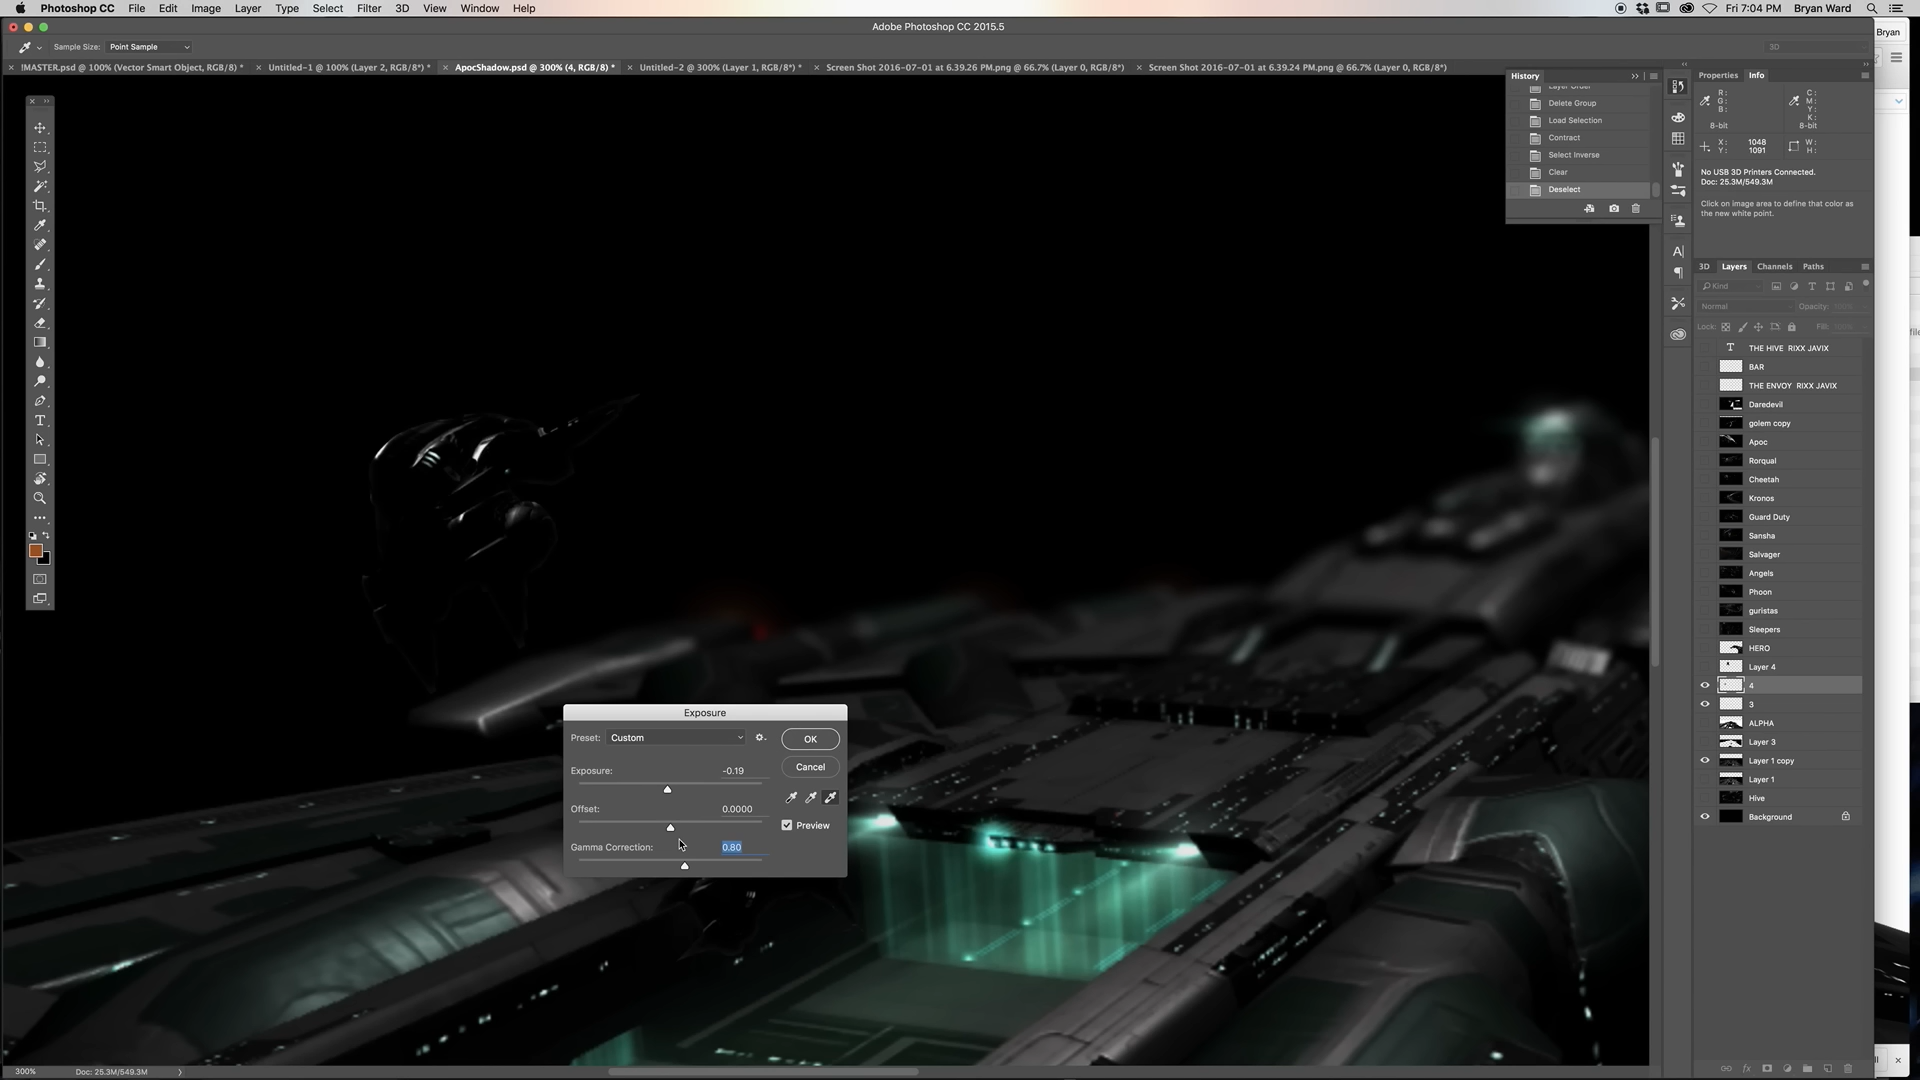 Photoshop CC File Edit Image Layer Type Select Filter 3D View Window Help Fri 7:04 PM Bryan Ward
Adobe Photoshop CC 2015.5
Bryan
Sample Size: Point Sample
3D
!MASTER.psd @ 100% (Vector Smart Object, RGB/8) *
Untitled-1 @ 100% (Layer 2, RGB/8*) *
ApocShadow.psd @ 300% (4, RGB/8) *
Untitled-2 @ 300% (Layer 1, RGB/8*) *
Screen Shot 2016-07-01 at 6.39.26 PM.png @ 66.7% (Layer 0, RGB/8*)
Screen Shot 2016-07-01 at 6.39.24 PM.png @ 66.7% (Layer 0, RGB/8*)
History
Layer Order
Delete Group
Load Selection
Contract
Select Inverse
Clear
Deselect
Properties Info
R: C:
G: M:
B: Y:
K:
8-bit 8-bit
X: 1048 W:
Y: 1091 H:
No USB 3D Printers Connected.
Doc: 25.3M/549.3M
Click on image area to define that color as
the new white point.
3D Layers Channels Paths
Kind
Normal Opacity:
Lock: Fill:
THE HIVE RIXX JAVIX
BAR
THE ENVOY RIXX JAVIX
Daredevil
golem copy
Apoc
Rorqual
Cheetah
Kronos
Guard Duty
Sansha
Salvager
Angels
Phoon
guristas
Sleepers
HERO
Layer 4
4
3
ALPHA
Layer 3
Layer 1 copy
Layer 1
Hive
Background
fx
Exposure
Preset: Custom
OK
Exposure: -0.19
Cancel
Offset: 0.0000
Preview
Gamma Correction: 0.80
300% Doc: 25.3M/549.3M